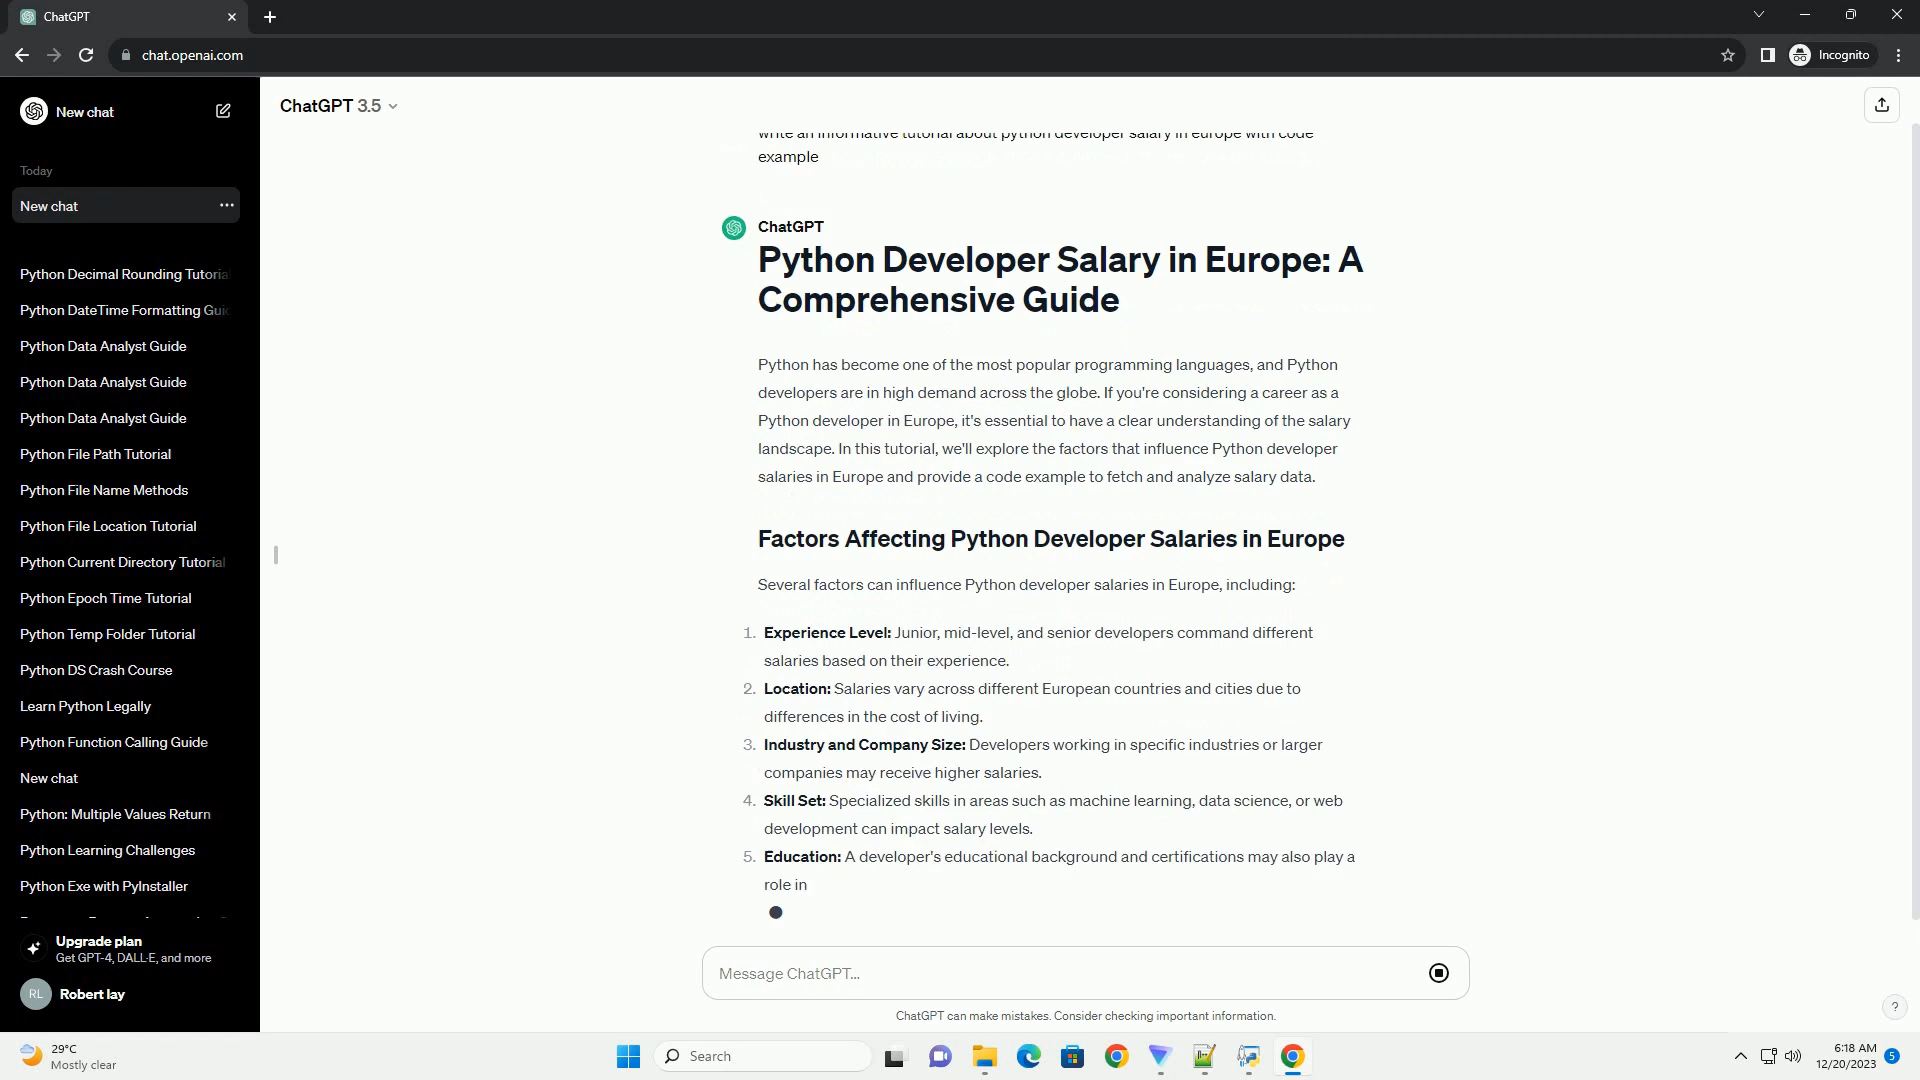 ChatGPT
chat.openai.com
Incognito
New chat
Today
New chat
Python Decimal Rounding Tutoria
Python DateTime Formatting Gui
Python Data Analyst Guide
Python Data Analyst Guide
Python Data Analyst Guide
Python File Path Tutorial
Python File Name Methods
Python File Location Tutorial
Python Current Directory Tutorial
Python Epoch Time Tutorial
Python Temp Folder Tutorial
Python DS Crash Course
Learn Python Legally
Python Function Calling Guide
New chat
Python: Multiple Values Return
Python Learning Challenges
Python Exe with PyInstaller
Upgrade plan
Get GPT-4, DALL·E, and more
RL
Robert lay
ChatGPT 3.5
write an informative tutorial about python developer salary in europe with code
example
ChatGPT
Python Developer Salary in Europe: A
Comprehensive Guide
Python has become one of the most popular programming languages, and Python
developers are in high demand across the globe. If you're considering a career as a
Python developer in Europe, it's essential to have a clear understanding of the salary
landscape. In this tutorial, we'll explore the factors that influence Python developer
salaries in Europe and provide a code example to fetch and analyze salary data.
Factors Affecting Python Developer Salaries in Europe
Several factors can influence Python developer salaries in Europe, including:
1. Experience Level: Junior, mid-level, and senior developers command different
salaries based on their experience.
2. Location: Salaries vary across different European countries and cities due to
differences in the cost of living.
3. Industry and Company Size: Developers working in specific industries or larger
companies may receive higher salaries.
4. Skill Set: Specialized skills in areas such as machine learning, data science, or web
development can impact salary levels.
5. Education: A developer's educational background and certifications may also play a
role in
Message ChatGPT...
ChatGPT can make mistakes. Consider checking important information.
?
29°C
Mostly clear
Search
6:18 AM
12/20/2023
5